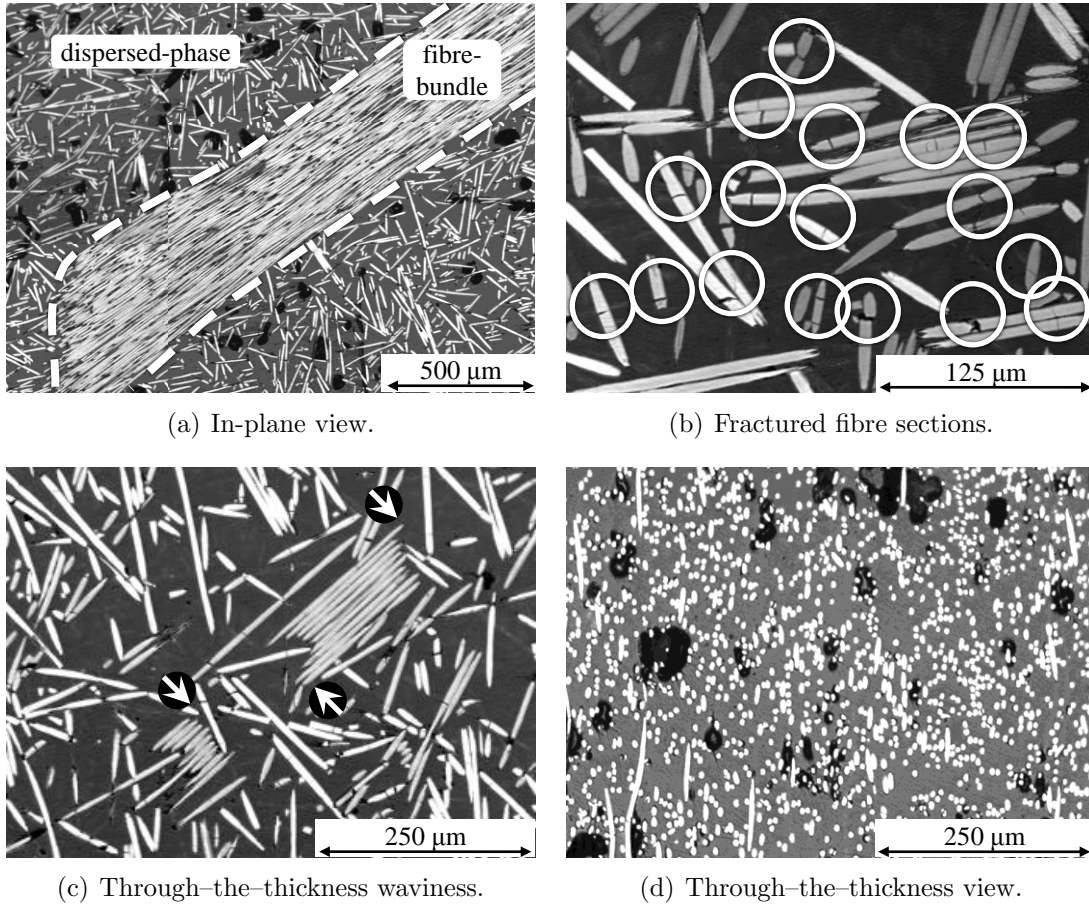 dispersed-phase
fibre-
bundle
500 μm
125 μm
(a) In-plane view.
(b) Fractured fibre sections.
250 μm
250 μm
(c) Through–the–thickness waviness.
(d) Through–the–thickness view.